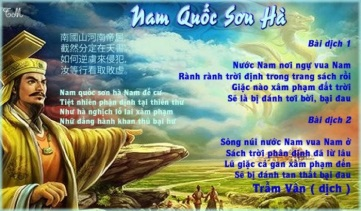 Nam Quốc Sơn Hà
南國山河南帝居
截然分定在天書
如何逆虜來侵犯
汝等行看取敗虛
Nam quốc sơn hà Nam đế cư
Tiệt nhiên phận định tại thiên thư
Như hà nghịch lỗ lai xâm phạm
Nhữ đẳng hành khan thủ bại hư
Bài dịch 1
Nước Nam nơi ngự vua Nam
Rành rành trời định trong trang sách rồi
Giặc nào xâm phạm đất trời
Sẽ là bị đánh tơi bời, bại đau
Bài dịch 2
Sông núi nước Nam vua Nam ở
Sách trời phân định đã từ lâu
Lũ giặc cả gan xâm phạm đến
Sẽ bị đánh tan thất bại đau
Trầm Vân ( dịch )